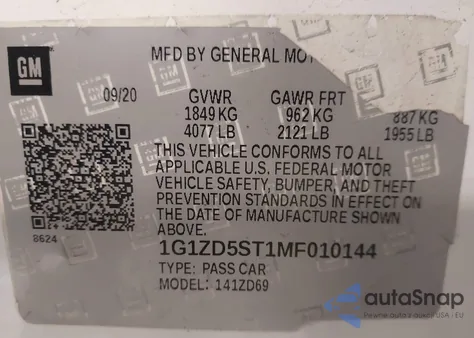 GM
MFD BY GENERAL MOT
09/20 GVWR GAWR FRT
1849 KG 962 KG 887 KG
4077 LB 2121 LB 1955 LB
THIS VEHICLE CONFORMS TO ALL
APPLICABLE U.S. FEDERAL MOTOR
VEHICLE SAFETY, BUMPER, AND THEFT
PREVENTION STANDARDS IN EFFECT ON
THE DATE OF MANUFACTURE SHOWN
ABOVE.
8624
1G1ZD5ST1MF010144
TYPE: PASS CAR
MODEL: 141ZD69
autaSnap